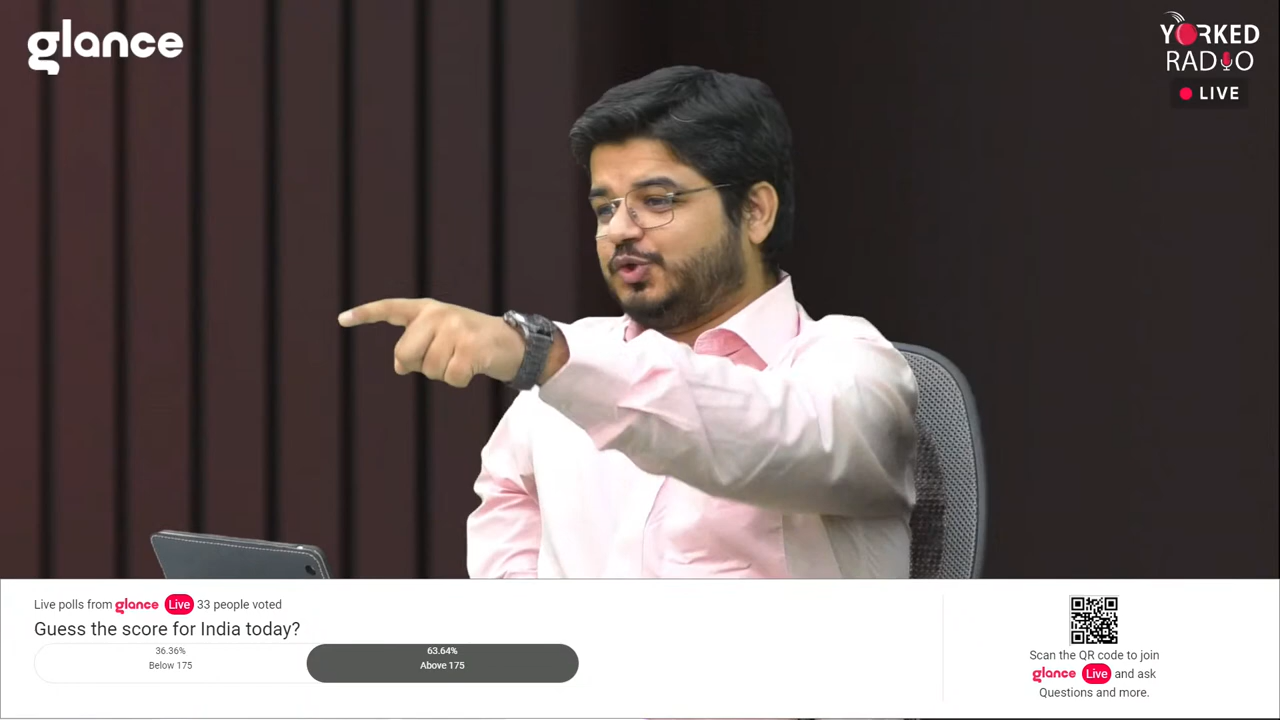 glance
YORKED
RADIO
LIVE
Live polls from glance Live 33 people voted
Guess the score for India today?
36.36%
Below 175
63.64%
Above 175
Scan the QR code to join
glance Live and ask
Questions and more.